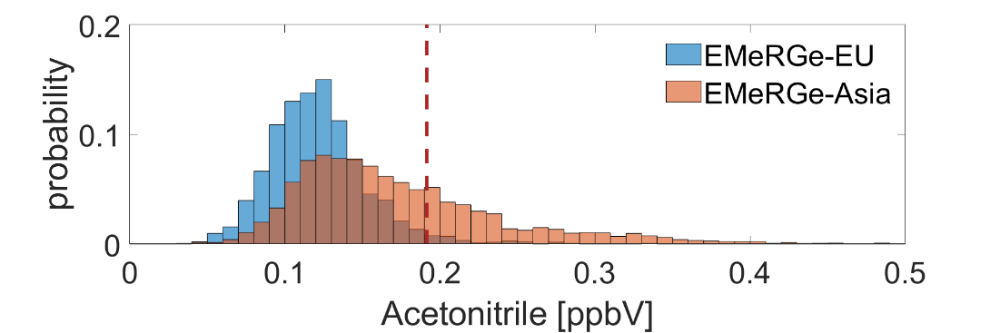 0.2
0.1
0
probability
EMeRGe-EU
EMeRGe-Asia
0 0.1 0.2 0.3 0.4 0.5
Acetonitrile [ppbV]